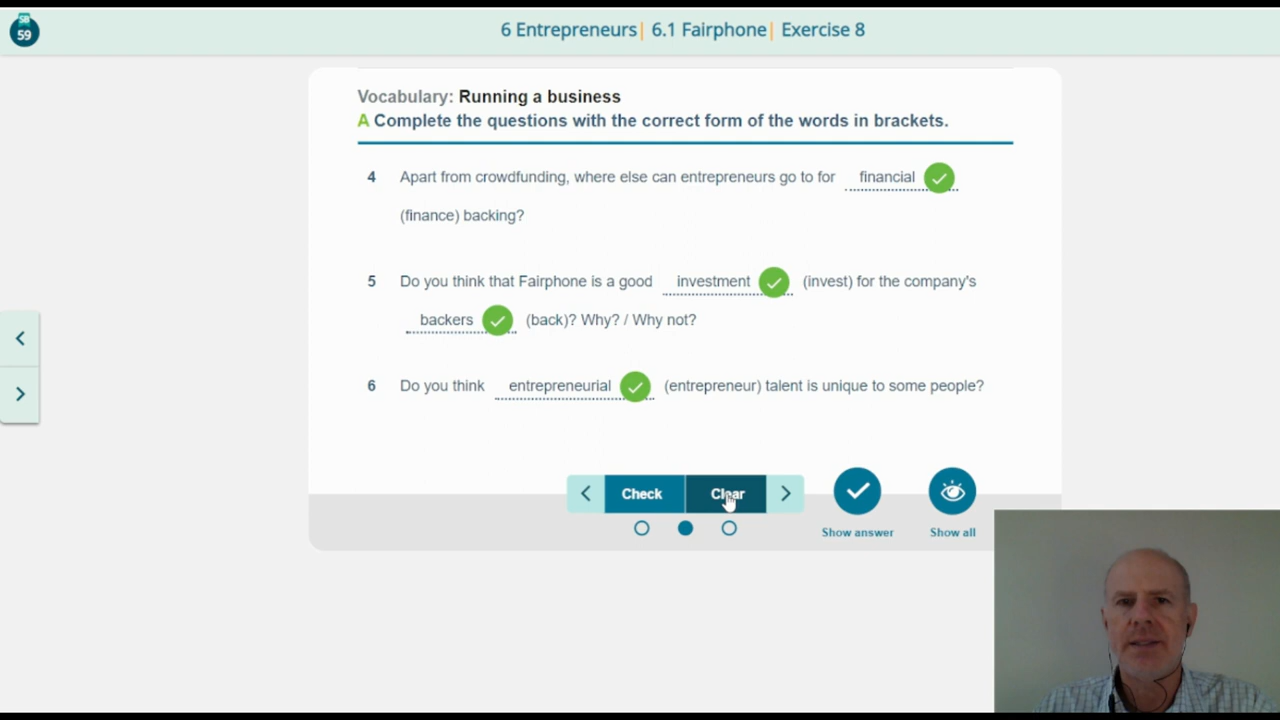 SB
59
6 Entrepreneurs| 6.1 Fairphone| Exercise 8
Vocabulary: Running a business
A Complete the questions with the correct form of the words in brackets.
4 Apart from crowdfunding, where else can entrepreneurs go to for financial
(finance) backing?
5 Do you think that Fairphone is a good investment (invest) for the company's
backers (back)? Why? / Why not?
6 Do you think entrepreneurial (entrepreneur) talent is unique to some people?
< Check Clear >
Show answer Show all